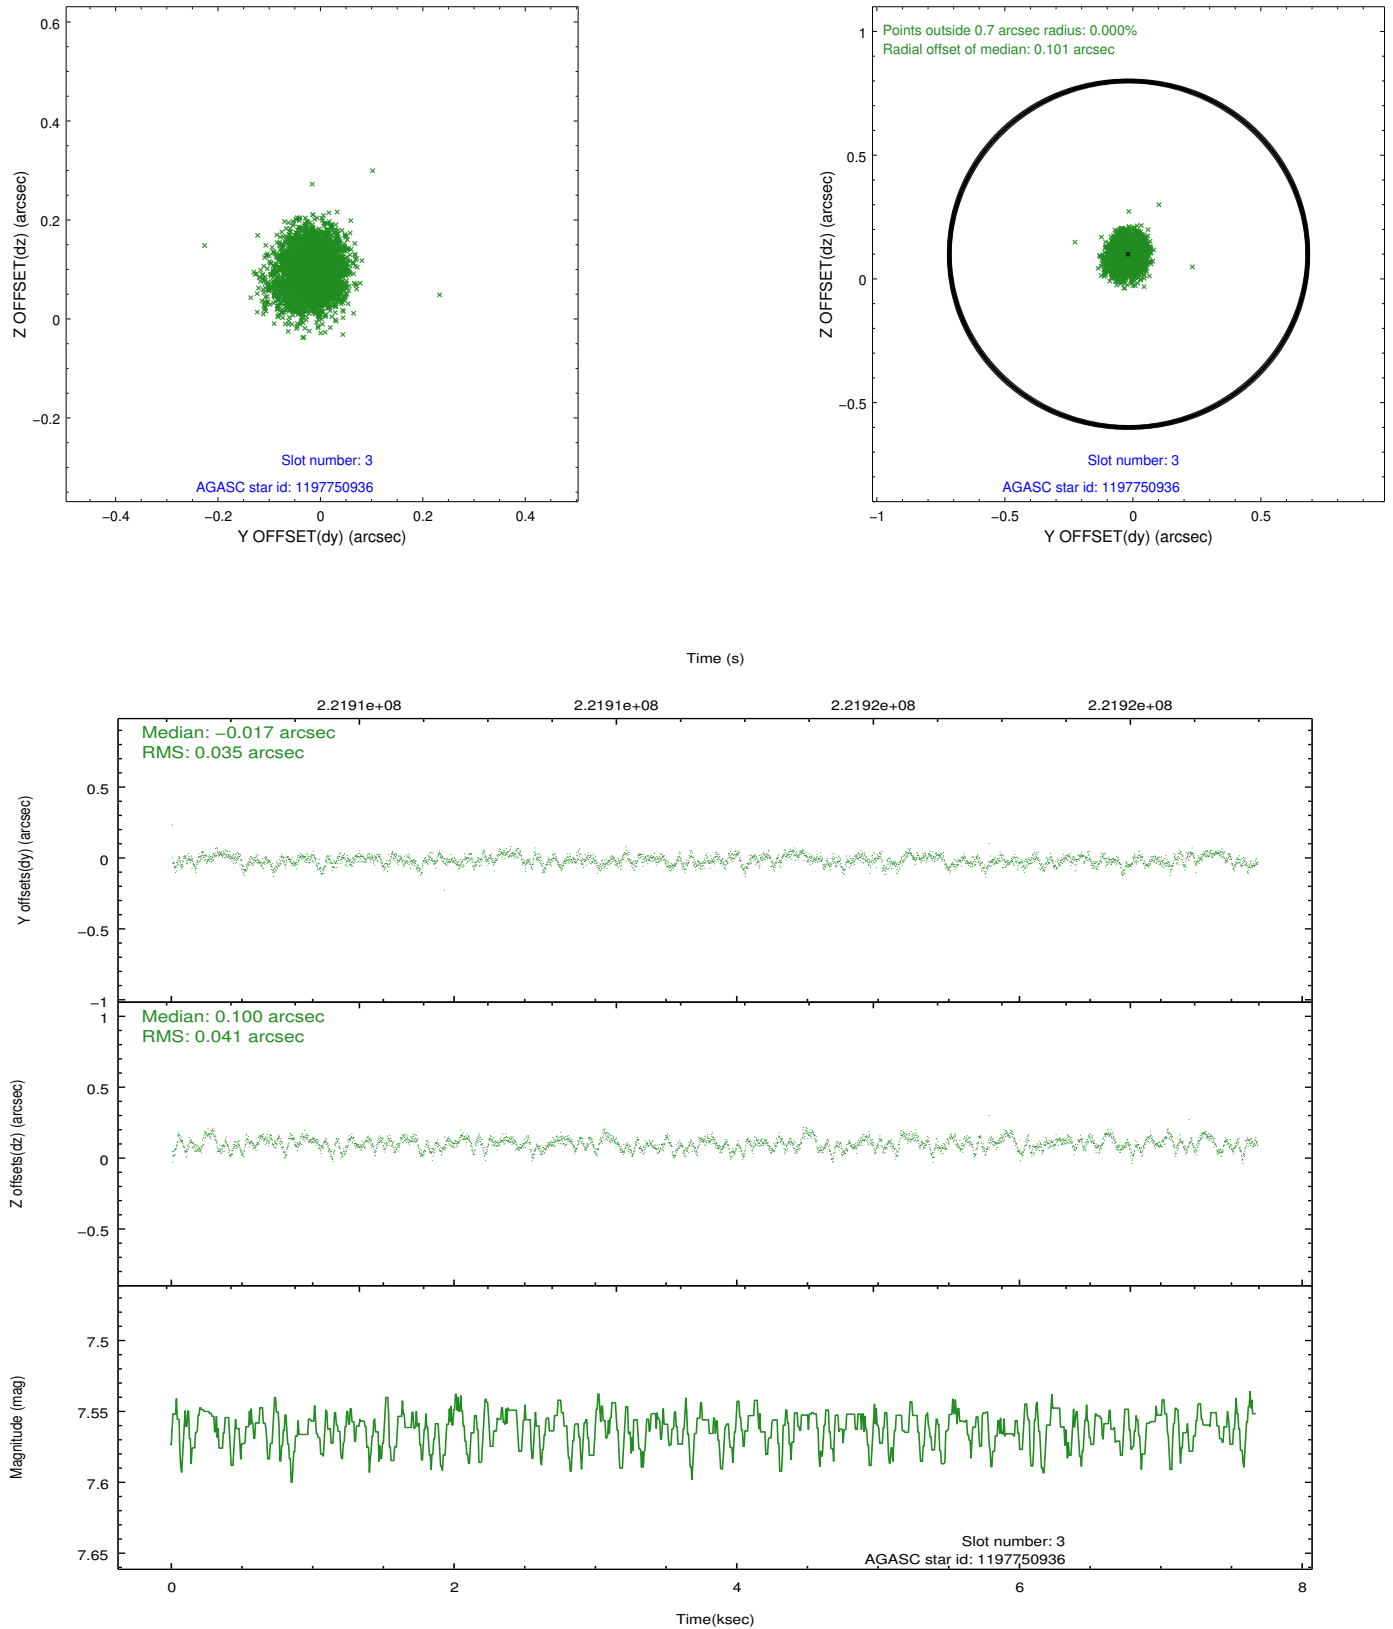 0.6
0.4
0.2
0
−0.2
Z OFFSET(dz) (arcsec)
Slot number: 3
AGASC star id: 1197750936
−0.4 −0.2 0 0.2 0.4
Y OFFSET(dy) (arcsec)
Points outside 0.7 arcsec radius: 0.000%
Radial offset of median: 0.101 arcsec
1
0.5
0
−0.5
Z OFFSET(dz) (arcsec)
Slot number: 3
AGASC star id: 1197750936
−1 −0.5 0 0.5
Y OFFSET(dy) (arcsec)
Time (s)
2.2191e+08 2.2191e+08 2.2192e+08 2.2192e+08
Median: −0.017 arcsec
RMS: 0.035 arcsec
0.5
0
−0.5
−1
Y offsets(dy) (arcsec)
Median: 0.100 arcsec
RMS: 0.041 arcsec
1
0.5
0
−0.5
Z offsets(dz) (arcsec)
7.5
7.55
7.6
7.65
Magnitude (mag)
Slot number: 3
AGASC star id: 1197750936
0 2 4 6 8
Time(ksec)